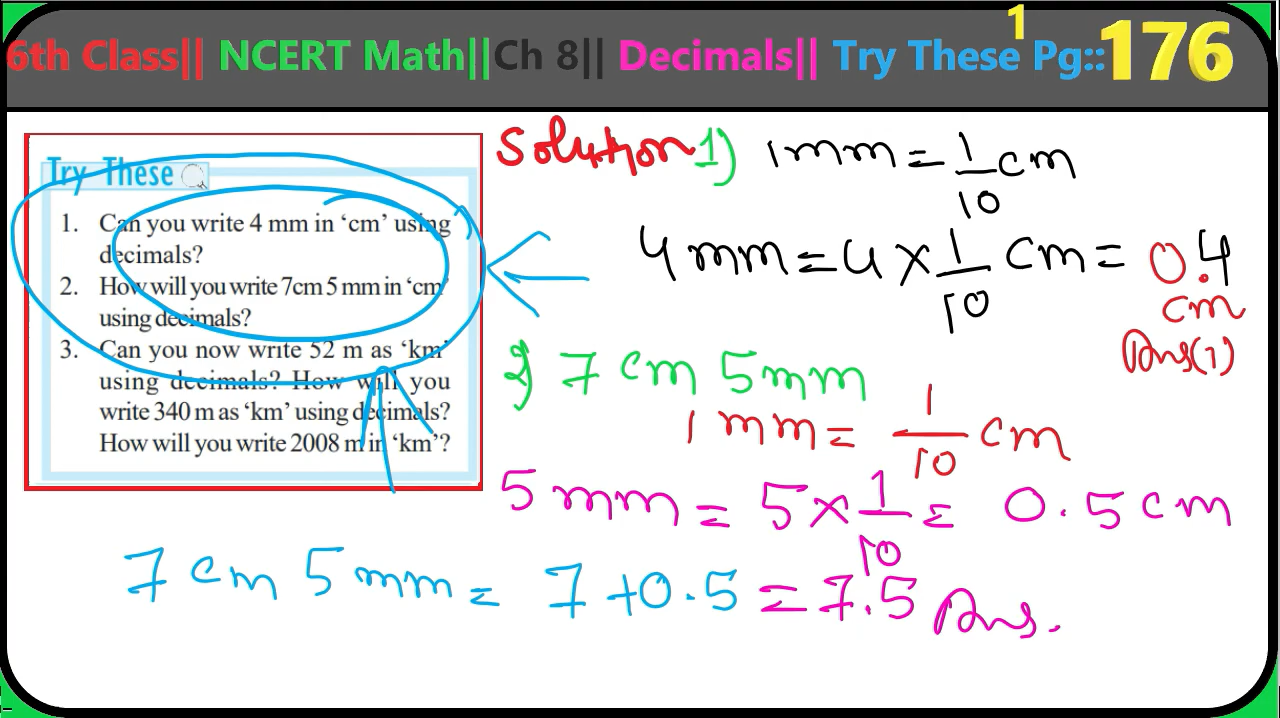 6th Class|| NCERT Math||Ch 8|| Decimals|| Try These Pg::176
1
Try These
1. Can you write 4 mm in ‘cm’ using
decimals?
2. How will you write 7cm 5 mm in ‘cm’
using decimals?
3. Can you now write 52 m as ‘km’
using decimals? How will you
write 340 m as ‘km’ using decimals?
How will you write 2008 m in ‘km’?
Solution 1) 1mm = 1/10 cm
4mm = 4 × 1/10 cm = 0.4
cm
Ans(1)
2) 7 cm 5mm
1 mm = 1/10 cm
5 mm = 5 × 1/10 = 0.5 cm
7 cm 5 mm = 7 + 0.5 = 7.5 Ans.